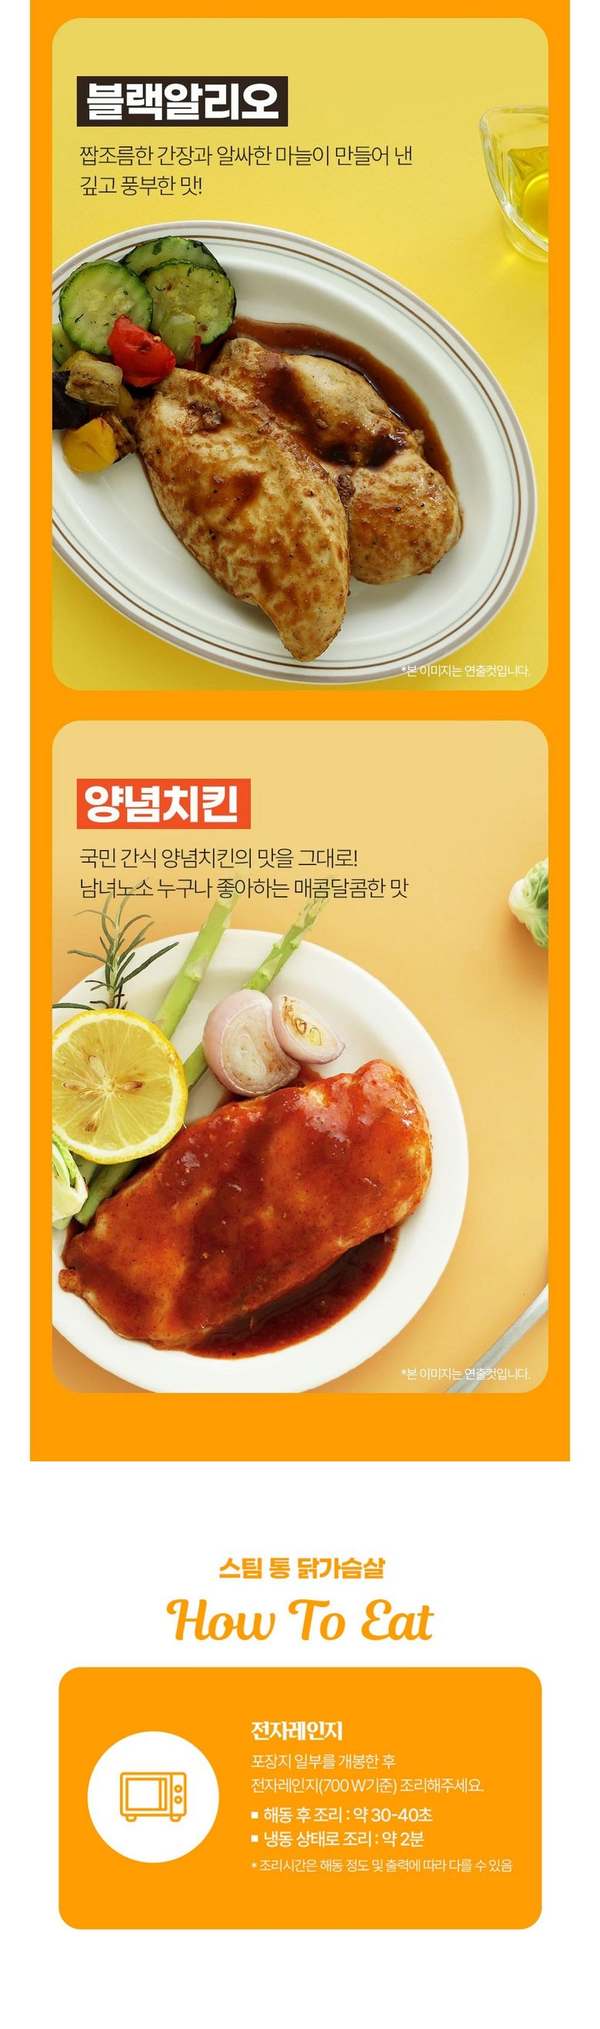 블랙알리오
짭조름한 간장과 알싸한 마늘이 만들어 낸
깊고 풍부한 맛!
*본 이미지는 연출컷입니다.
양념치킨
국민 간식 양념치킨의 맛을 그대로!
남녀노소 누구나 좋아하는 매콤달콤한 맛
*본 이미지는 연출컷입니다.
스팀 통 닭가슴살
How To Eat
전자레인지
포장지 일부를 개봉한 후
전자레인지(700W기준) 조리해주세요.
▪ 해동 후 조리 : 약 30-40초
▪ 냉동 상태로 조리 : 약 2분
* 조리시간은 해동 정도 및 출력에 따라 다를 수 있음